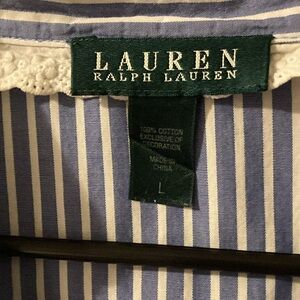 LAUREN
RALPH LAUREN
100% COTTON
EXCLUSIVE OF
DECORATION
MADE IN
CHINA
L